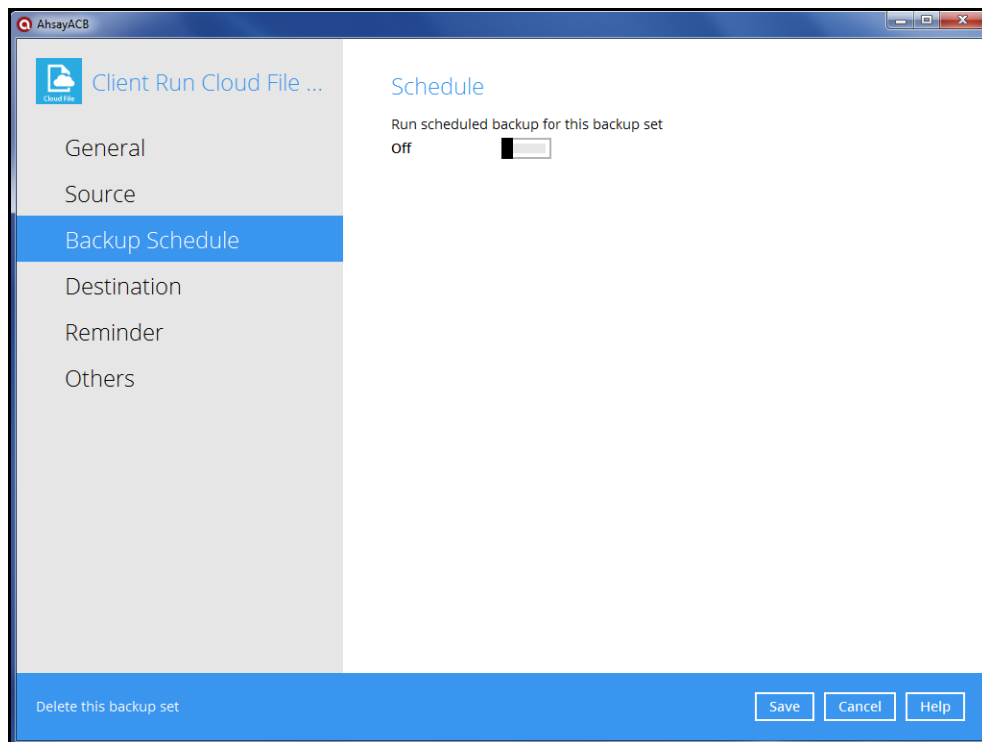 AhsayACB
Cloud File
Client Run Cloud File ...
General
Source
Backup Schedule
Destination
Reminder
Others
Schedule
Run scheduled backup for this backup set
Off
Delete this backup set
Save
Cancel
Help